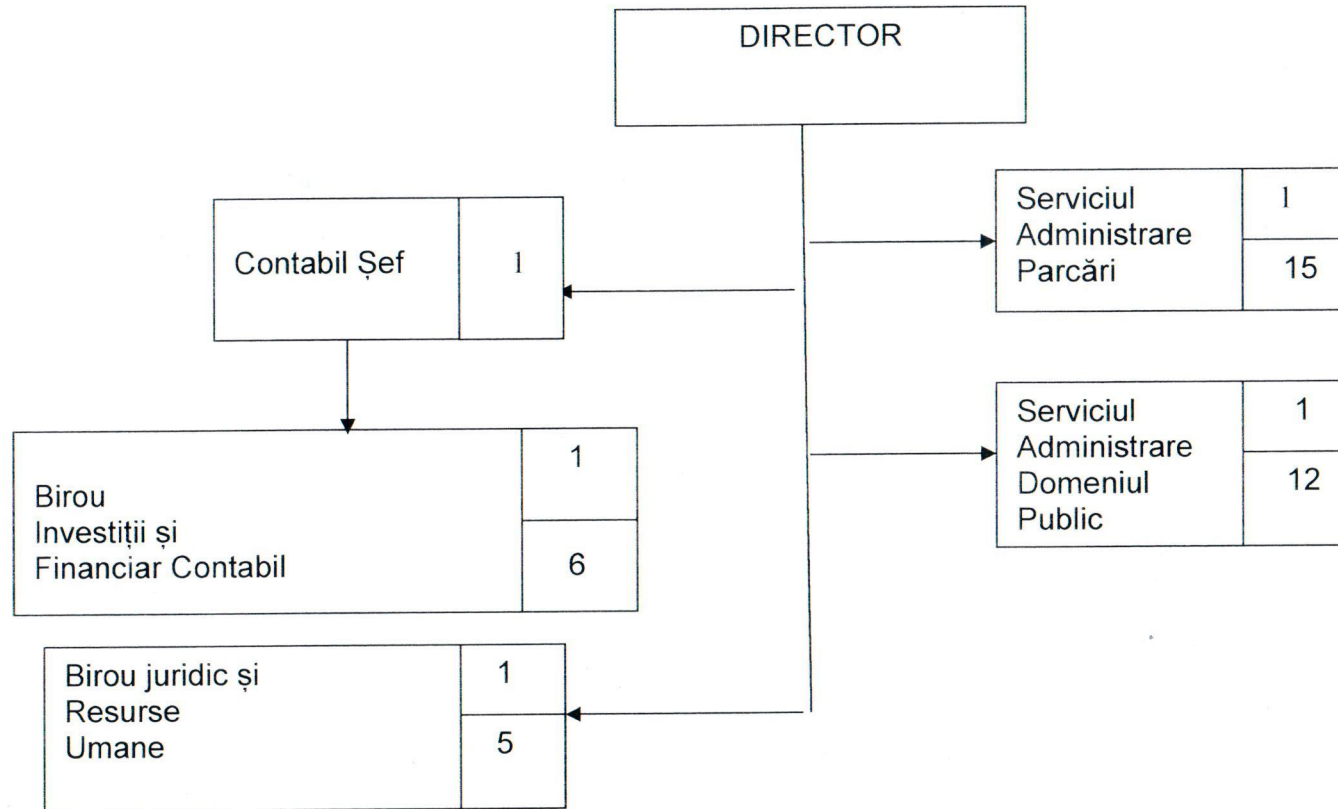 DIRECTOR
Contabil Șef
1
Serviciul
Administrare
Parcări
1
15
Serviciul
Administrare
Domeniul
Public
1
12
Birou
Investiții și
Financiar Contabil
1
6
Birou juridic și
Resurse
Umane
1
5